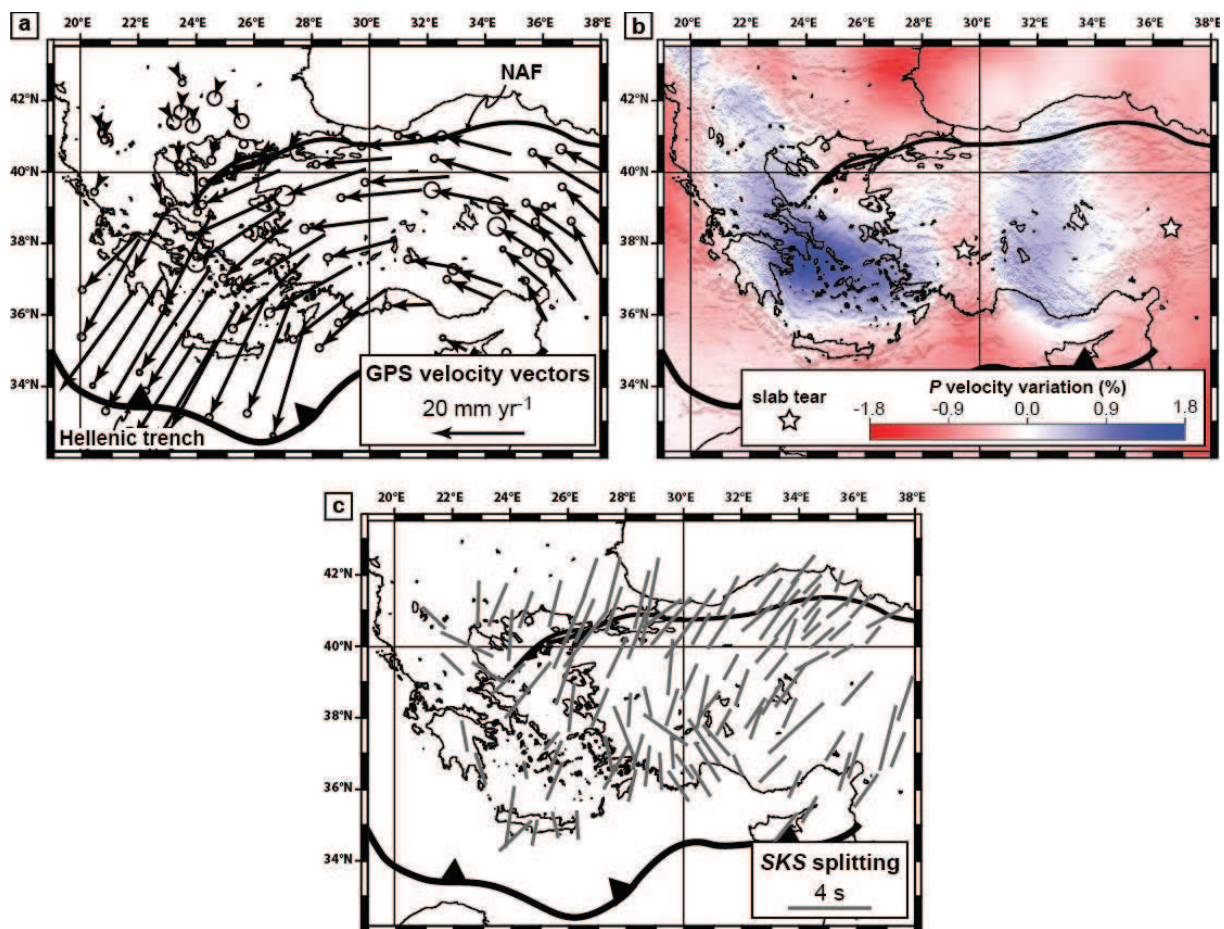 a
20°E 22°E 24°E 26°E 28°E 30°E 32°E 34°E 36°E 38°E
NAF
42°N
40°N
38°N
36°N
34°N
GPS velocity vectors
20 mm yr-1
Hellenic trench
b
20°E 22°E 24°E 26°E 28°E 30°E 32°E 34°E 36°E 38°E
42°N
40°N
38°N
36°N
34°N
slab tear
P velocity variation (%)
-1.8 -0.9 0.0 0.9 1.8
c
20°E 22°E 24°E 26°E 28°E 30°E 32°E 34°E 36°E 38°E
42°N
40°N
38°N
36°N
34°N
SKS splitting
4 s